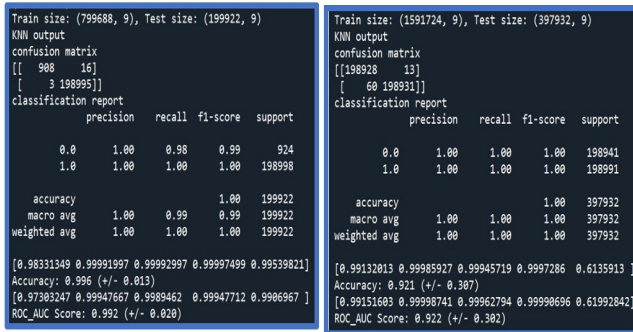 Train size: (799688, 9), Test size: (199922, 9)
KNN output
confusion matrix
[[   908     16]
 [     3 198995]]
classification report
              precision    recall  f1-score   support
         0.0       1.00      0.98      0.99       924
         1.0       1.00      1.00      1.00    198998
    accuracy                           1.00    199922
   macro avg       1.00      0.99      0.99    199922
weighted avg       1.00      1.00      1.00    199922
[0.98331349 0.99991997 0.99992997 0.99997499 0.99539821]
Accuracy: 0.996 (+/- 0.013)
[0.97303247 0.99947667 0.9989462  0.99947712 0.9906967 ]
ROC_AUC Score: 0.992 (+/- 0.020)
Train size: (1591724, 9), Test size: (397932, 9)
KNN output
confusion matrix
[[198928     13]
 [    60 198931]]
classification report
              precision    recall  f1-score   support
         0.0       1.00      1.00      1.00    198941
         1.0       1.00      1.00      1.00    198991
    accuracy                           1.00    397932
   macro avg       1.00      1.00      1.00    397932
weighted avg       1.00      1.00      1.00    397932
[0.99132013 0.99985927 0.99945719 0.9997286  0.6135913 ]
Accuracy: 0.921 (+/- 0.307)
[0.99151603 0.99998741 0.99962794 0.99990696 0.61992842]
ROC_AUC Score: 0.922 (+/- 0.302)